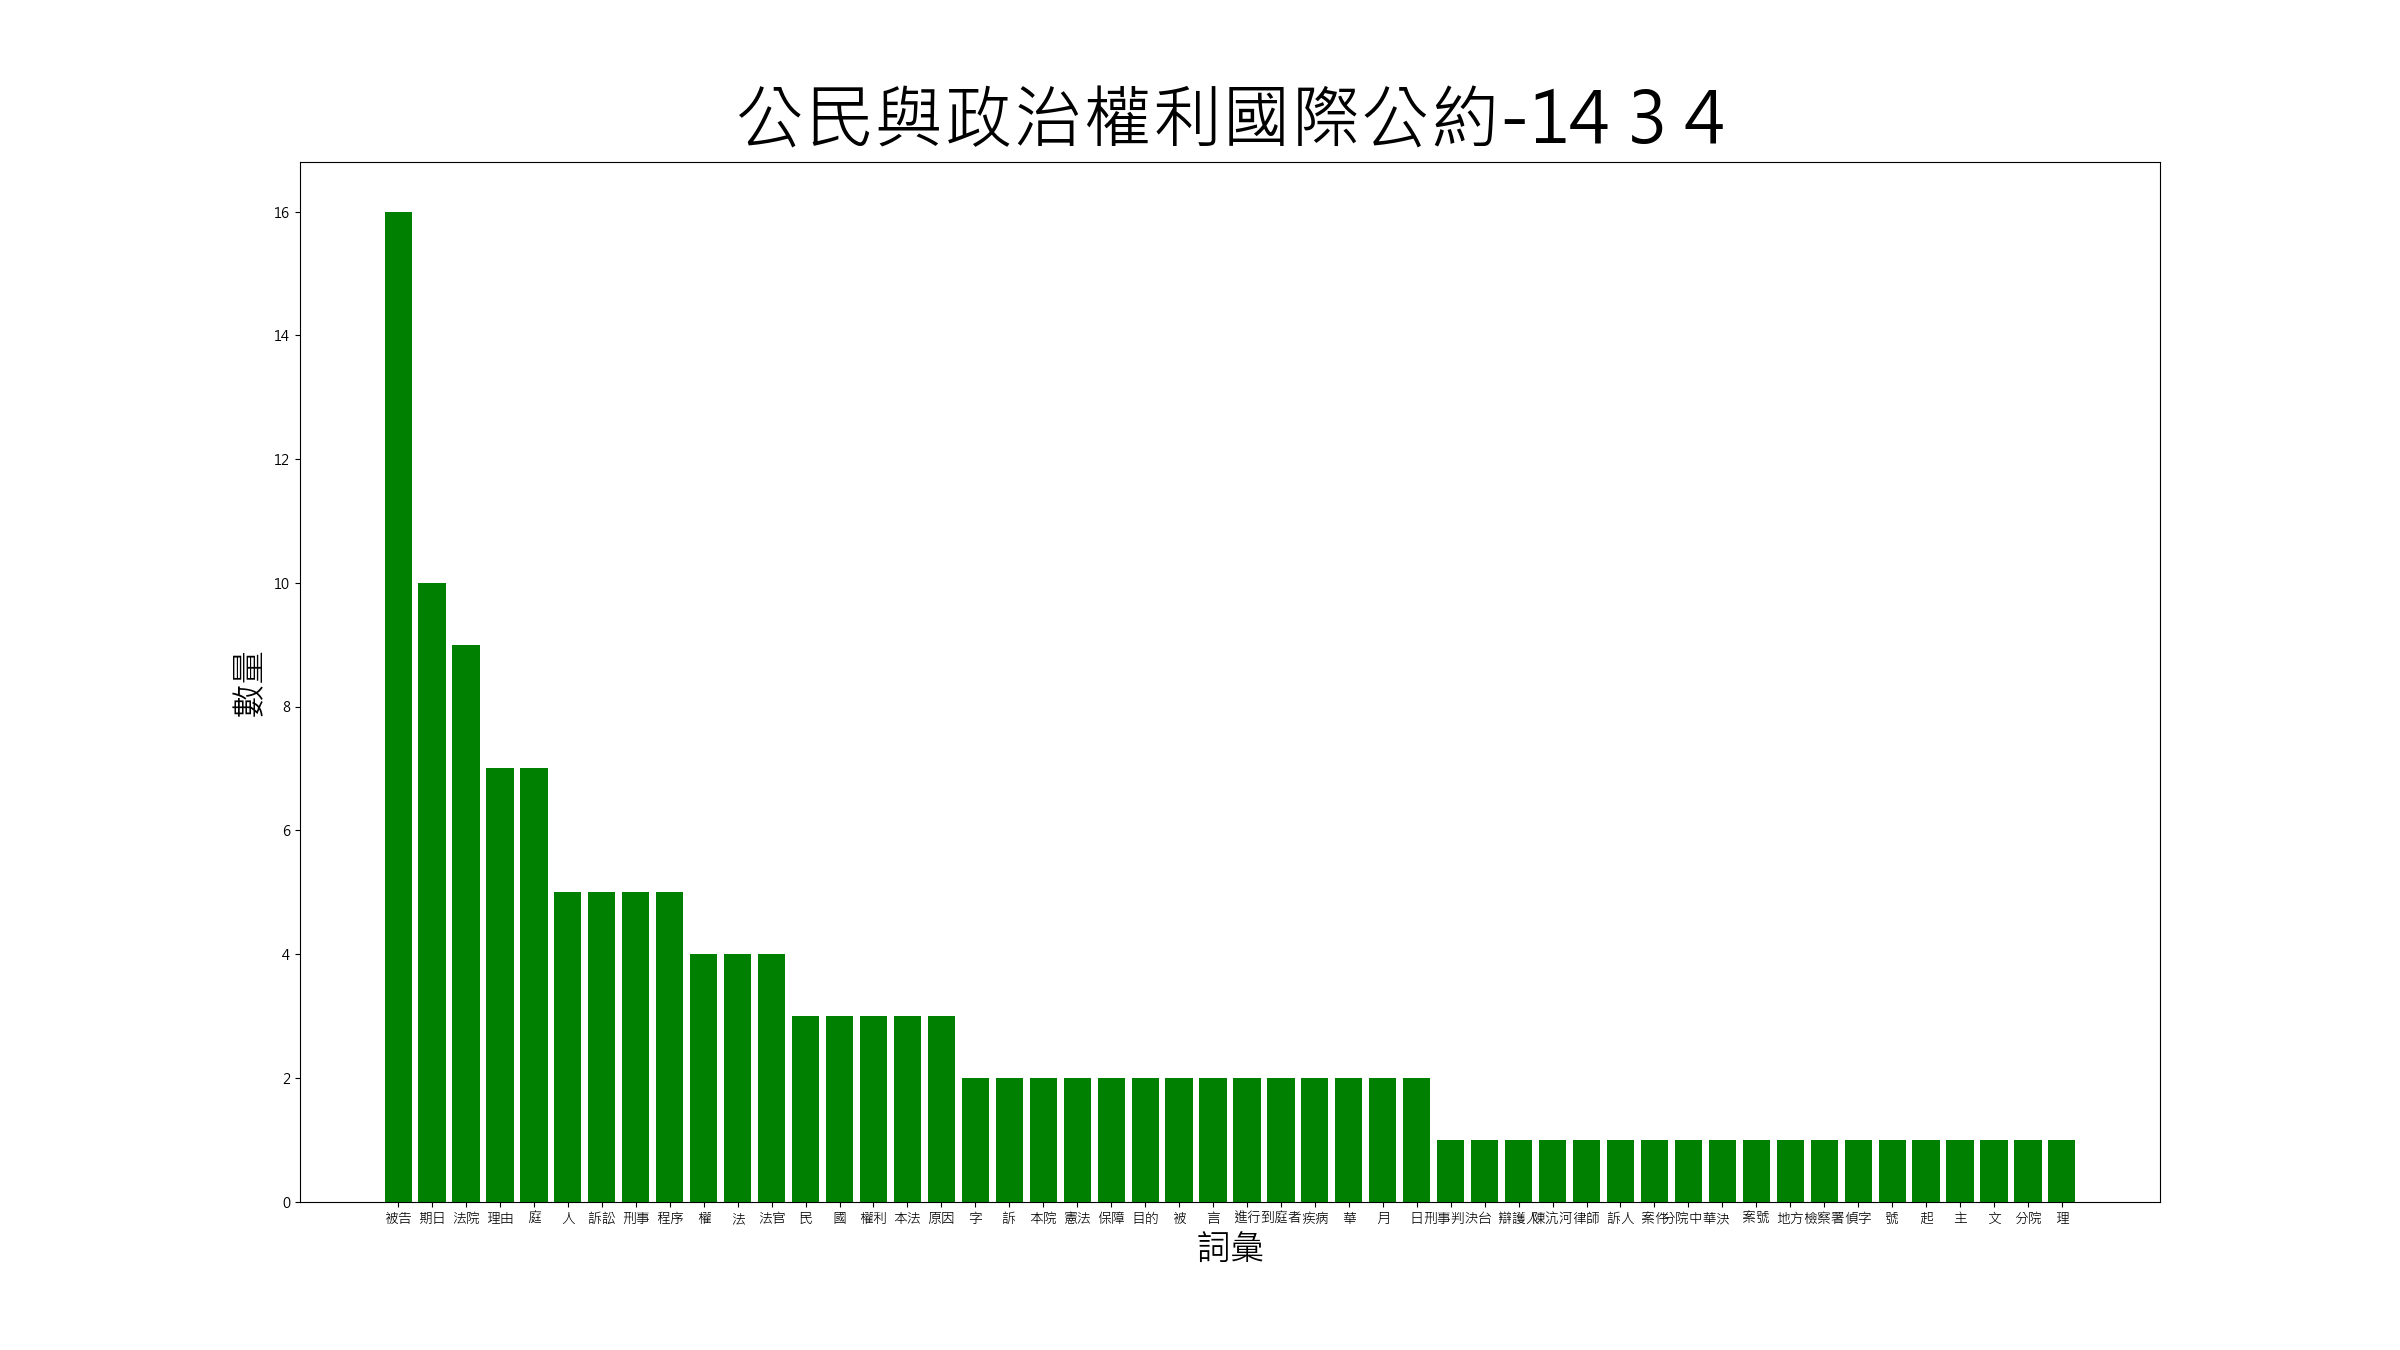 公民與政治權利國際公約-14 3 4
數量
16
14
12
10
8
6
4
2
0
被告 期日 法院 理由 庭 人 訴訟 刑事 程序 權 法 法官 民 國 權利 本法 原因 字 訴 本院 憲法 保障 目的 被 言 進行 到庭者 疾病 華 月 日 刑事判決 台 辯護人 陳沆河 律師 訴人 案件 分院中華 決 案號 地方 檢察署 偵字 號 起 主 文 分院 理
詞彙